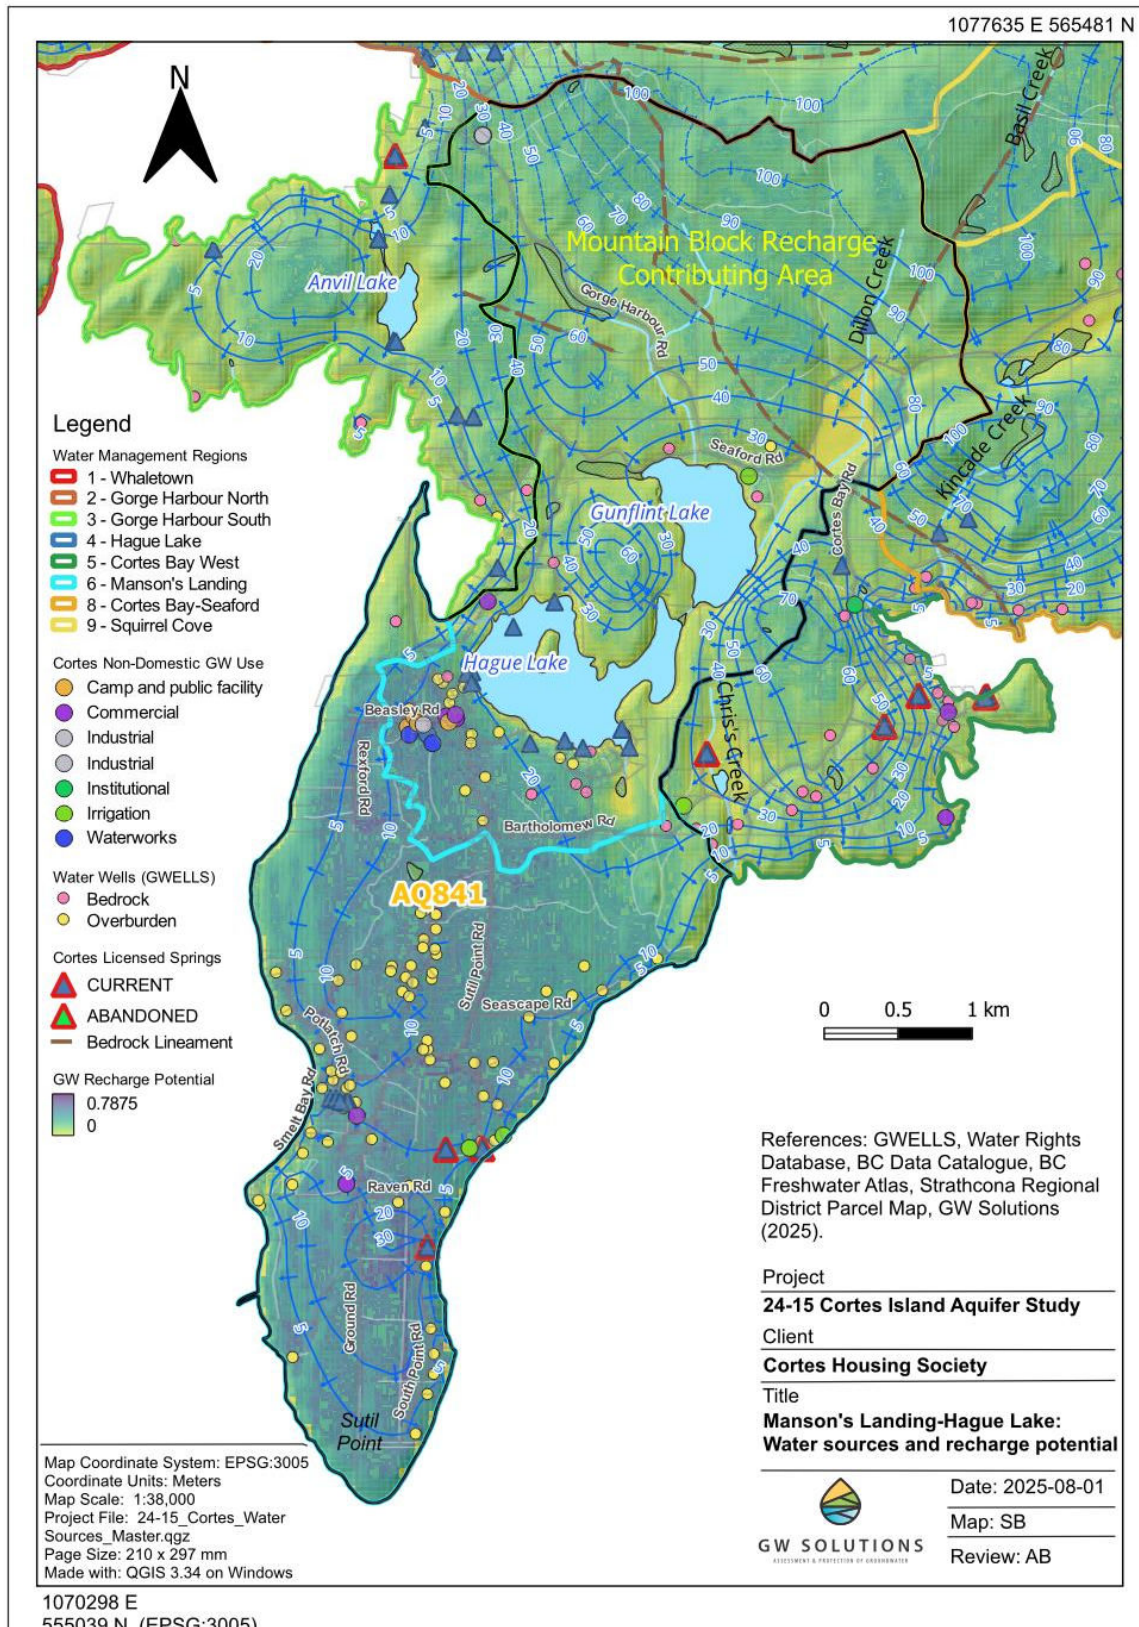 1077635 E 565481 N
N
Basil Creek
Mountain Block Recharge
Contributing Area
Anvil Lake
Gorge Harbour Rd
Dillon Creek
Kincade Creek
Seaford Rd
Gunflint Lake
Cortes Bay Rd
Hague Lake
Chris's Creek
Beasley Rd
Rexford Rd
Bartholomew Rd
AQ841
Sutil Point Rd
Seascape Rd
Potlatch Rd
Smelt Bay Rd
Raven Rd
Ground Rd
South Point Rd
Sutil
Point
Legend
Water Management Regions
1 - Whaletown
2 - Gorge Harbour North
3 - Gorge Harbour South
4 - Hague Lake
5 - Cortes Bay West
6 - Manson's Landing
8 - Cortes Bay-Seaford
9 - Squirrel Cove
Cortes Non-Domestic GW Use
Camp and public facility
Commercial
Industrial
Industrial
Institutional
Irrigation
Waterworks
Water Wells (GWELLS)
Bedrock
Overburden
Cortes Licensed Springs
CURRENT
ABANDONED
Bedrock Lineament
GW Recharge Potential
0.7875
0
0 0.5 1 km
References: GWELLS, Water Rights
Database, BC Data Catalogue, BC
Freshwater Atlas, Strathcona Regional
District Parcel Map, GW Solutions
(2025).
Project
24-15 Cortes Island Aquifer Study
Client
Cortes Housing Society
Title
Manson's Landing-Hague Lake:
Water sources and recharge potential
GW SOLUTIONS
ASSESSMENT & PROTECTION OF GROUNDWATER
Date: 2025-08-01
Map: SB
Review: AB
Map Coordinate System: EPSG:3005
Coordinate Units: Meters
Map Scale: 1:38,000
Project File: 24-15_Cortes_Water
Sources_Master.qgz
Page Size: 210 x 297 mm
Made with: QGIS 3.34 on Windows
1070298 E
555039 N (EPSG:3005)